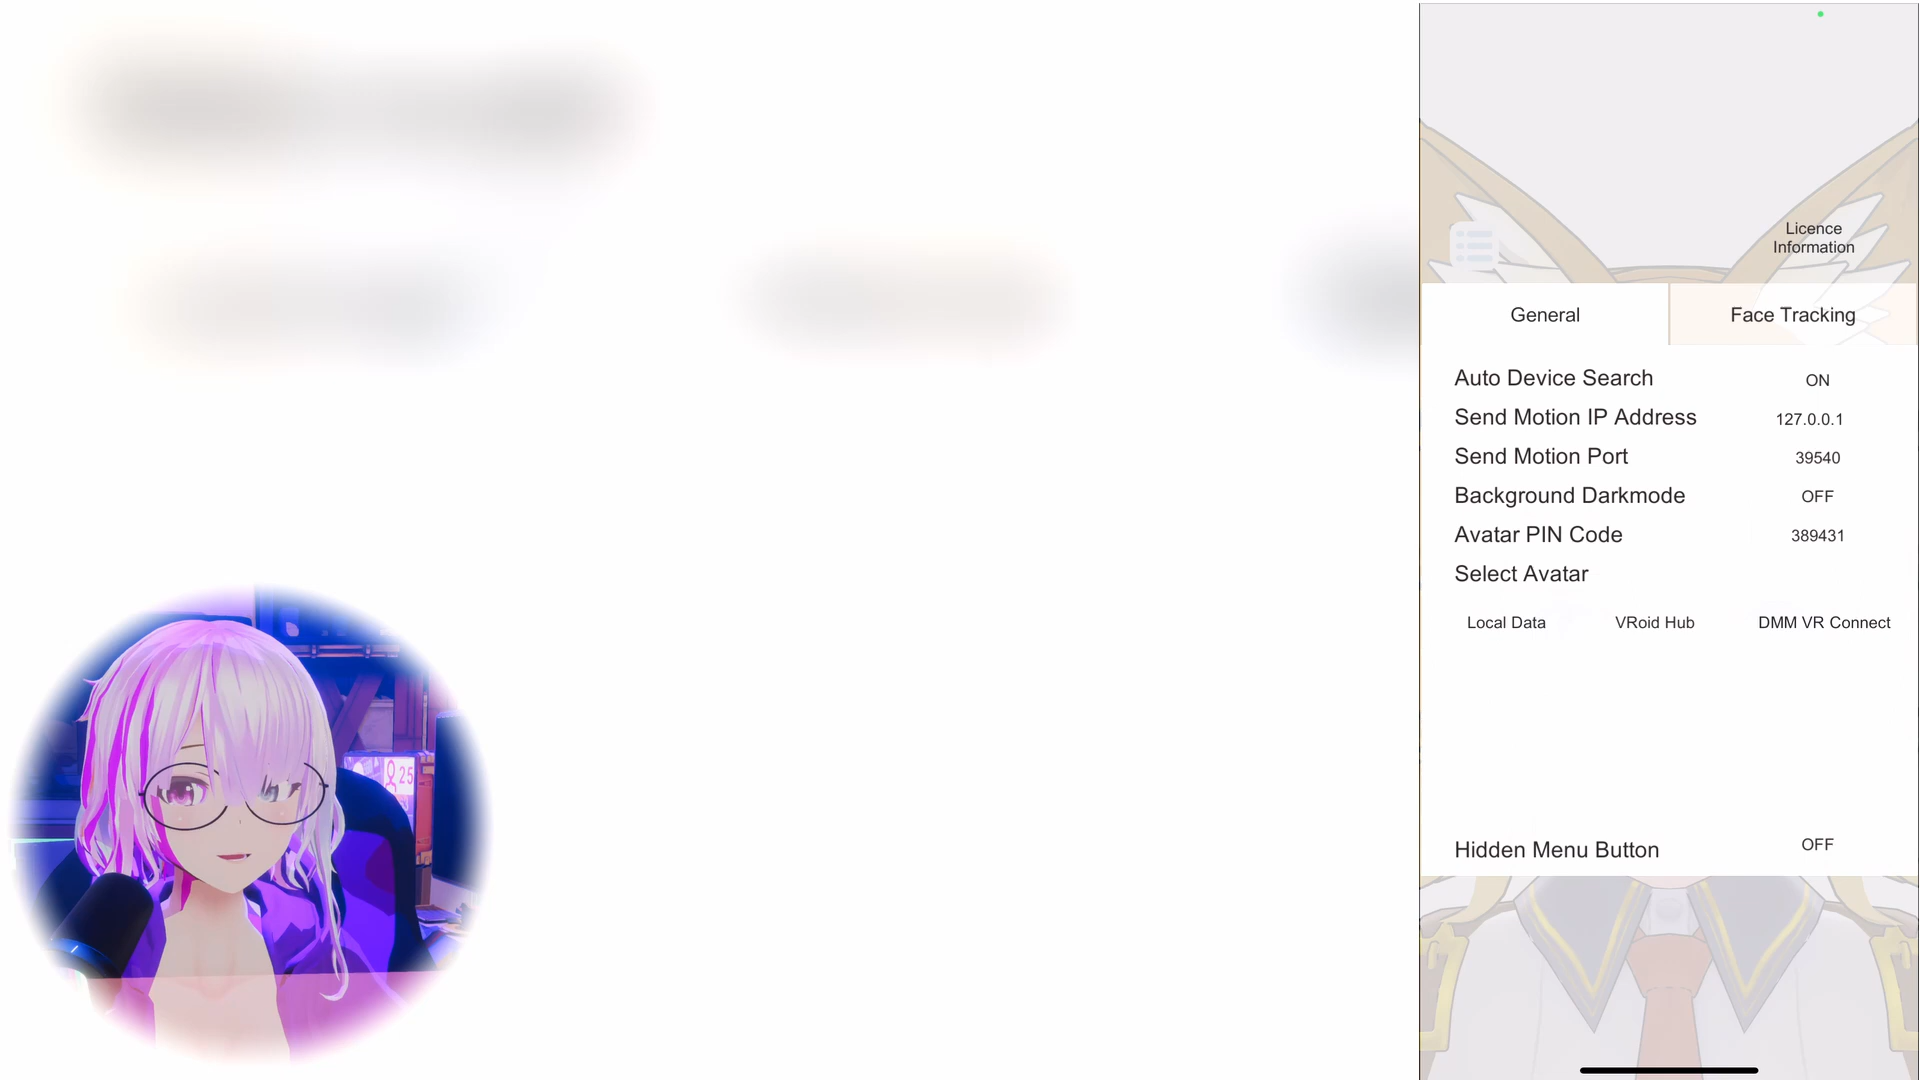 Licence
Information
General
Face Tracking
Auto Device Search
ON
Send Motion IP Address
127.0.0.1
Send Motion Port
39540
Background Darkmode
OFF
Avatar PIN Code
389431
Select Avatar
Local Data
VRoid Hub
DMM VR Connect
25
Hidden Menu Button
OFF